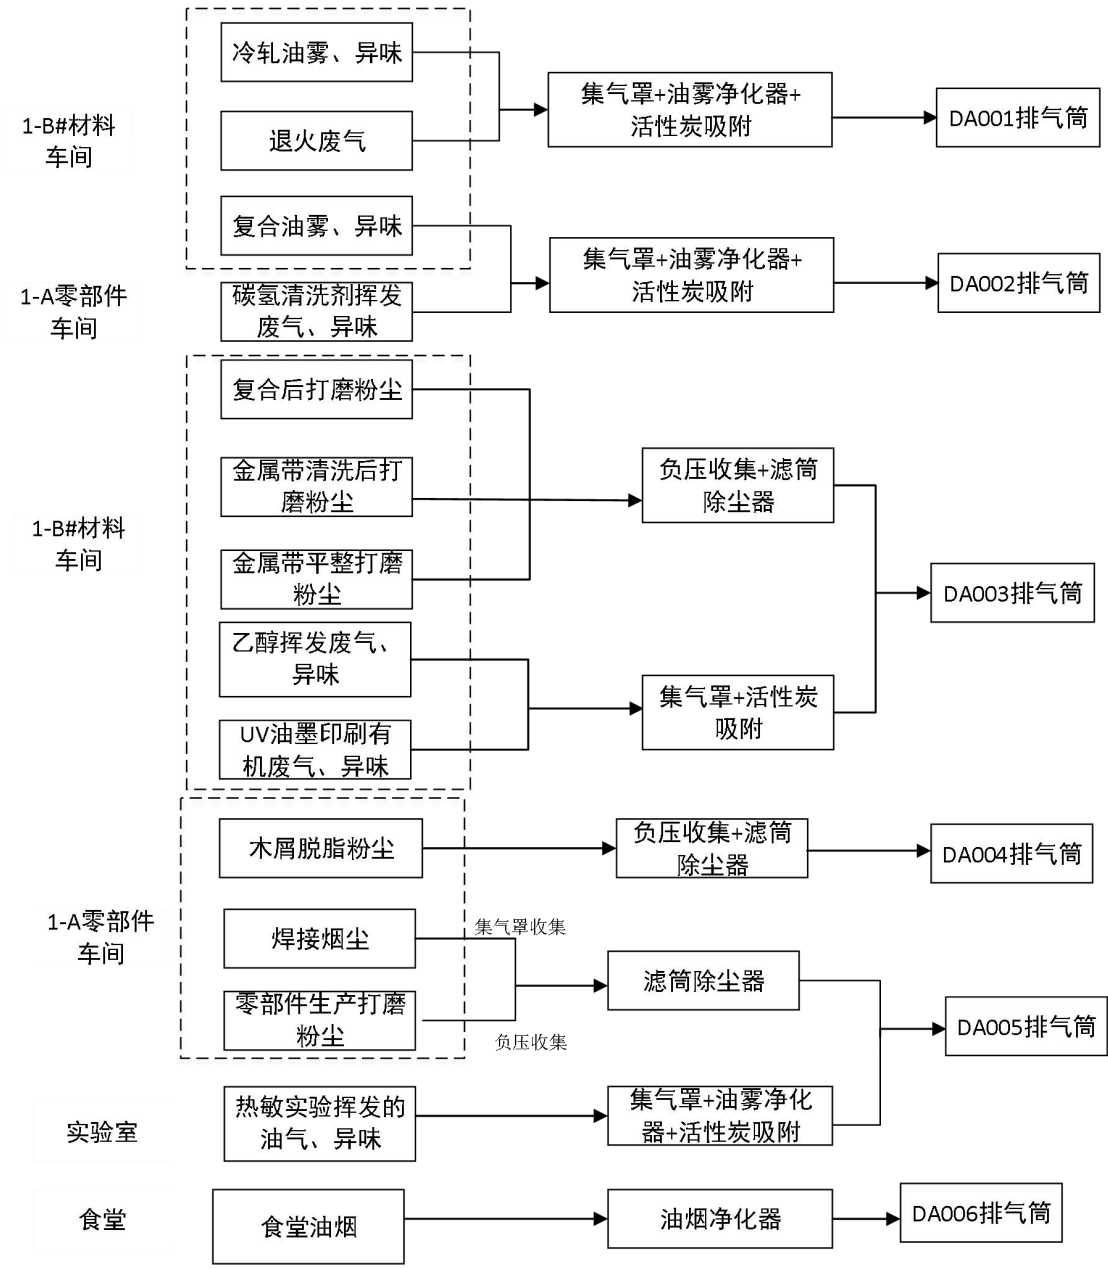 1-B#材料
车间
冷轧油雾、异味
退火废气
复合油雾、异味
集气罩+油雾净化器+
活性炭吸附
DA001排气筒
1-A零部件
车间
碳氢清洗剂挥发
废气、异味
集气罩+油雾净化器+
活性炭吸附
DA002排气筒
1-B#材料
车间
复合后打磨粉尘
金属带清洗后打
磨粉尘
金属带平整打磨
粉尘
乙醇挥发废气、
异味
UV油墨印刷有
机废气、异味
负压收集+滤筒
除尘器
集气罩+活性炭
吸附
DA003排气筒
1-A零部件
车间
木屑脱脂粉尘
负压收集+滤筒
除尘器
DA004排气筒
焊接烟尘
集气罩收集
零部件生产打磨
粉尘
负压收集
滤筒除尘器
DA005排气筒
实验室
热敏实验挥发的
油气、异味
集气罩+油雾净化
器+活性炭吸附
食堂
食堂油烟
油烟净化器
DA006排气筒